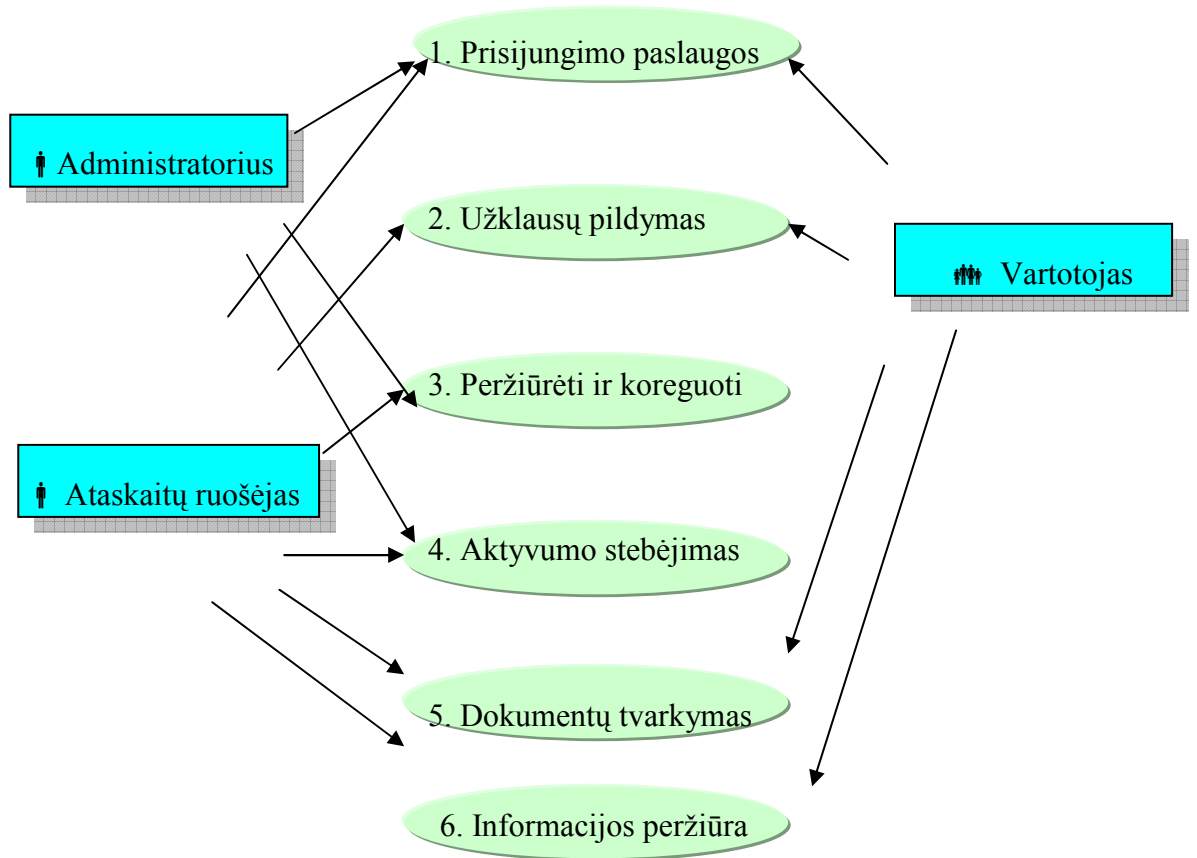 1. Prisijungimo paslaugos
Administratorius
2. Užklausų pildymas
Vartotojas
3. Peržiūrėti ir koreguoti
Ataskaitų ruošėjas
4. Aktyvumo stebėjimas
5. Dokumentų tvarkymas
6. Informacijos peržiūra